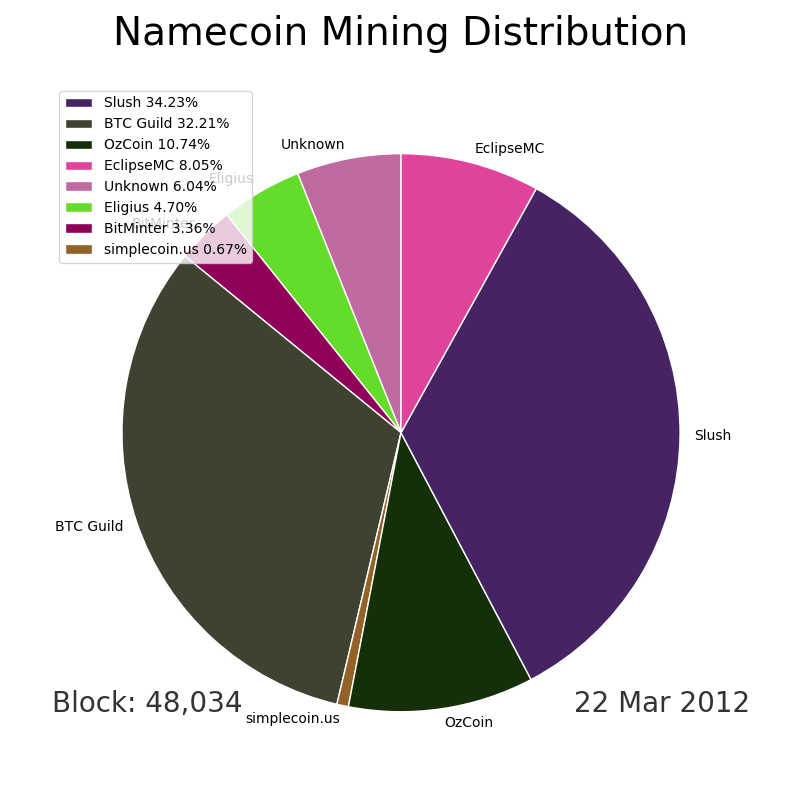 Namecoin Mining Distribution
Slush 34.23%
BTC Guild 32.21%
OzCoin 10.74%
EclipseMC 8.05%
Unknown 6.04%
Eligius 4.70%
BitMinter 3.36%
simplecoin.us 0.67%
Unknown
EclipseMC
Eligius
BitMinter
Slush
BTC Guild
Block: 48,034
22 Mar 2012
simplecoin.us
OzCoin